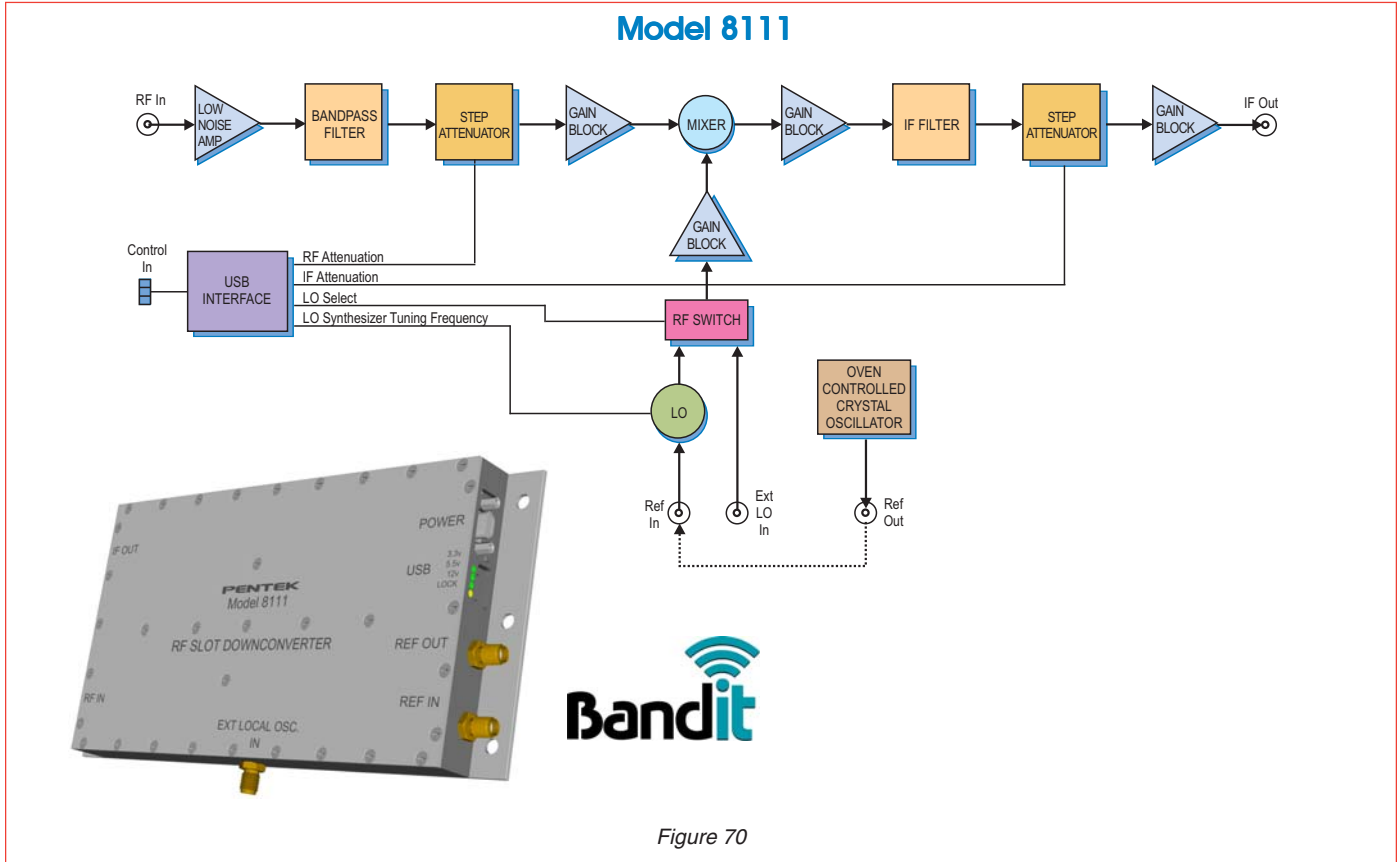 Model 8111
RF In
LOW
NOISE
AMP
BANDPASS
FILTER
STEP
ATTENUATOR
GAIN
BLOCK
MIXER
GAIN
BLOCK
IF FILTER
STEP
ATTENUATOR
GAIN
BLOCK
IF Out
GAIN
BLOCK
Control
In
USB
INTERFACE
RF Attenuation
IF Attenuation
LO Select
LO Synthesizer Tuning Frequency
RF SWITCH
LO
OVEN
CONTROLLED
CRYSTAL
OSCILLATOR
Ref
In
Ext
LO
In
Ref
Out
POWER
IF OUT
USB
3.3v
5.5v
12v
LOCK
PENTEK
Model 8111
RF SLOT DOWNCONVERTER
REF OUT
RF IN
REF IN
EXT LOCAL OSC.
IN
Bandit
Figure 70